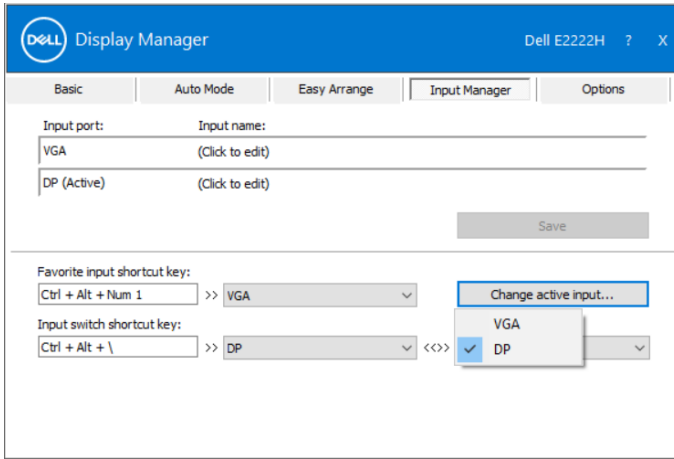 DELL Display Manager Dell E2222H ? X
Basic Auto Mode Easy Arrange Input Manager Options
Input port: Input name:
VGA (Click to edit)
DP (Active) (Click to edit)
Save
Favorite input shortcut key:
Ctrl + Alt + Num 1 >> VGA Change active input...
Input switch shortcut key:
VGA
Ctrl + Alt + \ >> DP <<>> DP